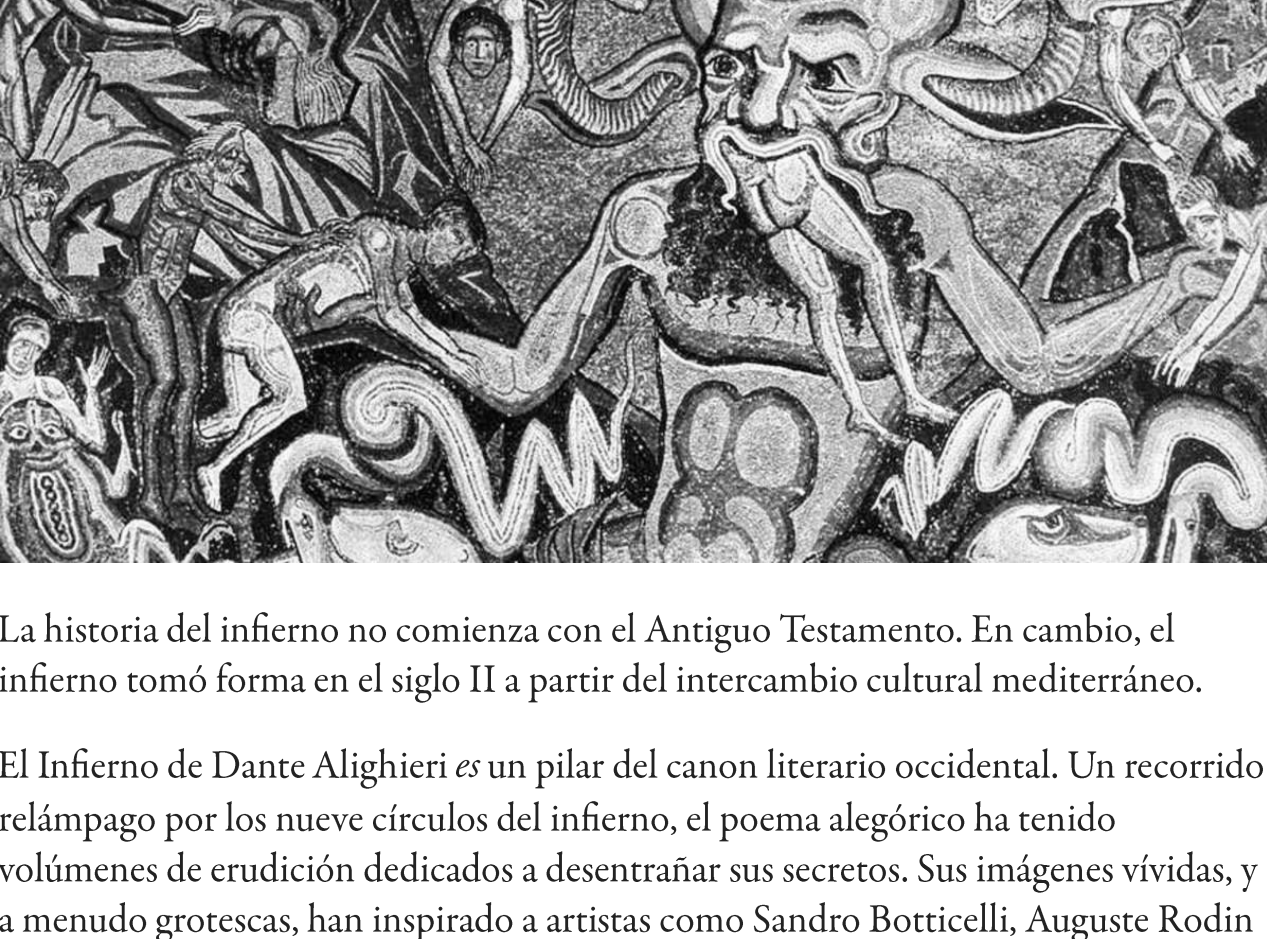 La historia del infierno no comienza con el Antiguo Testamento. En cambio, el
infierno tomó forma en el siglo II a partir del intercambio cultural mediterráneo.
El Infierno de Dante Alighieri es un pilar del canon literario occidental. Un recorrido
relámpago por los nueve círculos del infierno, el poema alegórico ha tenido
volúmenes de erudición dedicados a desentrañar sus secretos. Sus imágenes vívidas, y
a menudo grotescas, han inspirado a artistas como Sandro Botticelli, Auguste Rodin